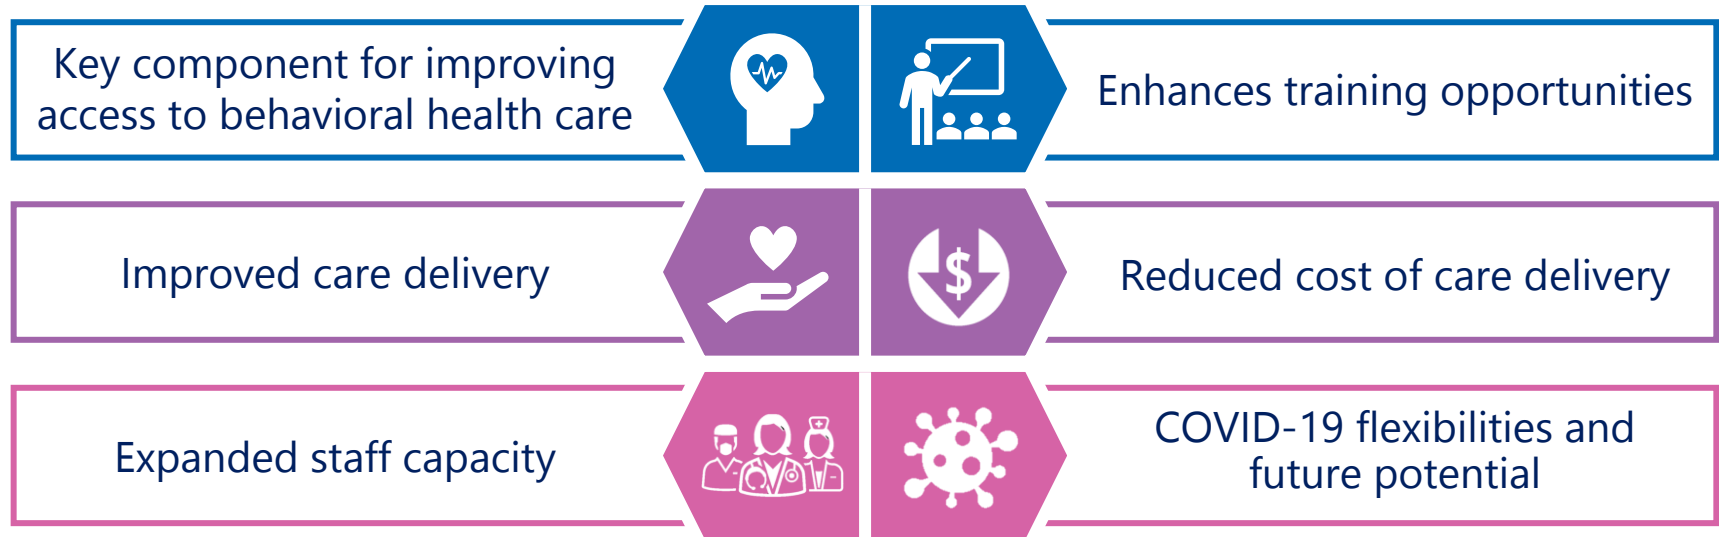 Key component for improving
access to behavioral health care
Enhances training opportunities
Improved care delivery
$
Reduced cost of care delivery
Expanded staff capacity
COVID-19 flexibilities and
future potential